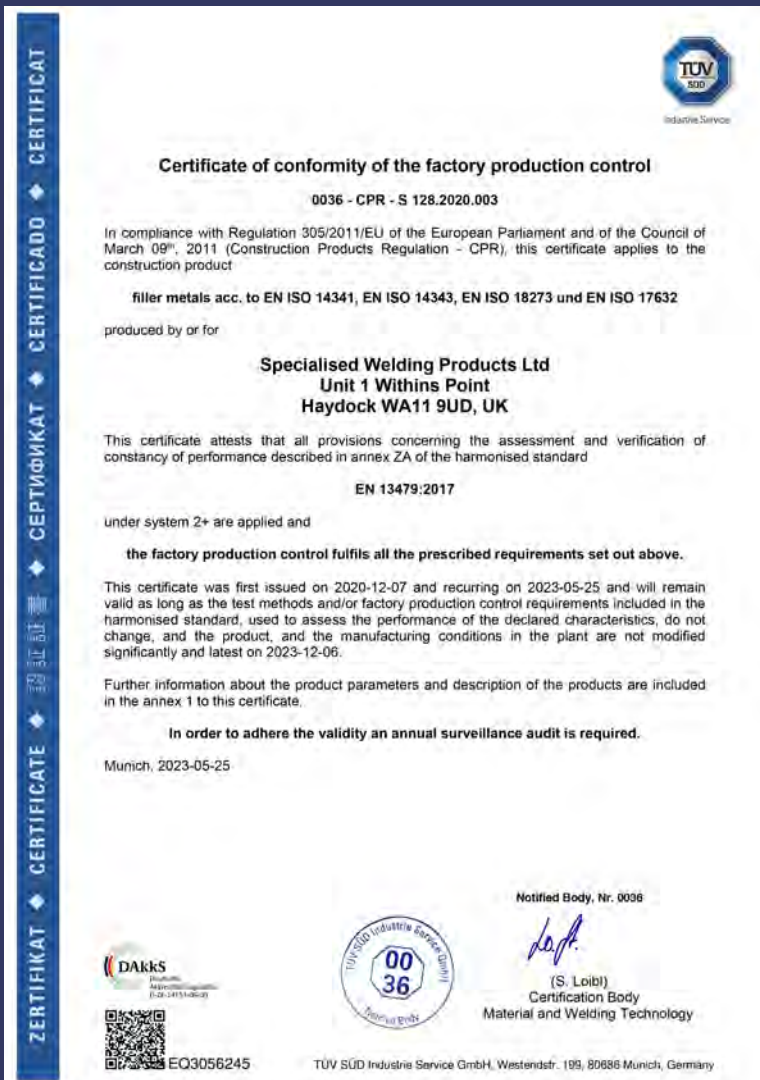 TÜV
SÜD
Industrie Service
Certificate of conformity of the factory production control
0036 - CPR - S 128.2020.003
In compliance with Regulation 305/2011/EU of the European Parliament and of the Council of
March 09th, 2011 (Construction Products Regulation - CPR), this certificate applies to the
construction product
filler metals acc. to EN ISO 14341, EN ISO 14343, EN ISO 18273 und EN ISO 17632
produced by or for
Specialised Welding Products Ltd
Unit 1 Withins Point
Haydock WA11 9UD, UK
This certificate attests that all provisions concerning the assessment and verification of
constancy of performance described in annex ZA of the harmonised standard
EN 13479:2017
under system 2+ are applied and
the factory production control fulfils all the prescribed requirements set out above.
This certificate was first issued on 2020-12-07 and recurring on 2023-05-25 and will remain
valid as long as the test methods and/or factory production control requirements included in the
harmonised standard, used to assess the performance of the declared characteristics, do not
change, and the product, and the manufacturing conditions in the plant are not modified
significantly and latest on 2023-12-06.
Further information about the product parameters and description of the products are included
in the annex 1 to this certificate.
In order to adhere the validity an annual surveillance audit is required.
Munich, 2023-05-25
Notified Body, Nr. 0036
(S. Loibl)
Certification Body
Material and Welding Technology
TÜV SÜD Industrie Service GmbH
00
36
Notified Body
DAkkS
EQ3056245
TÜV SÜD Industrie Service GmbH, Westendstr. 199, 80686 Munich, Germany
ZERTIFIKAT ◆ CERTIFICATE ◆ ◆ СЕРТИФИКАТ ◆ CERTIFICADO ◆ CERTIFICAT